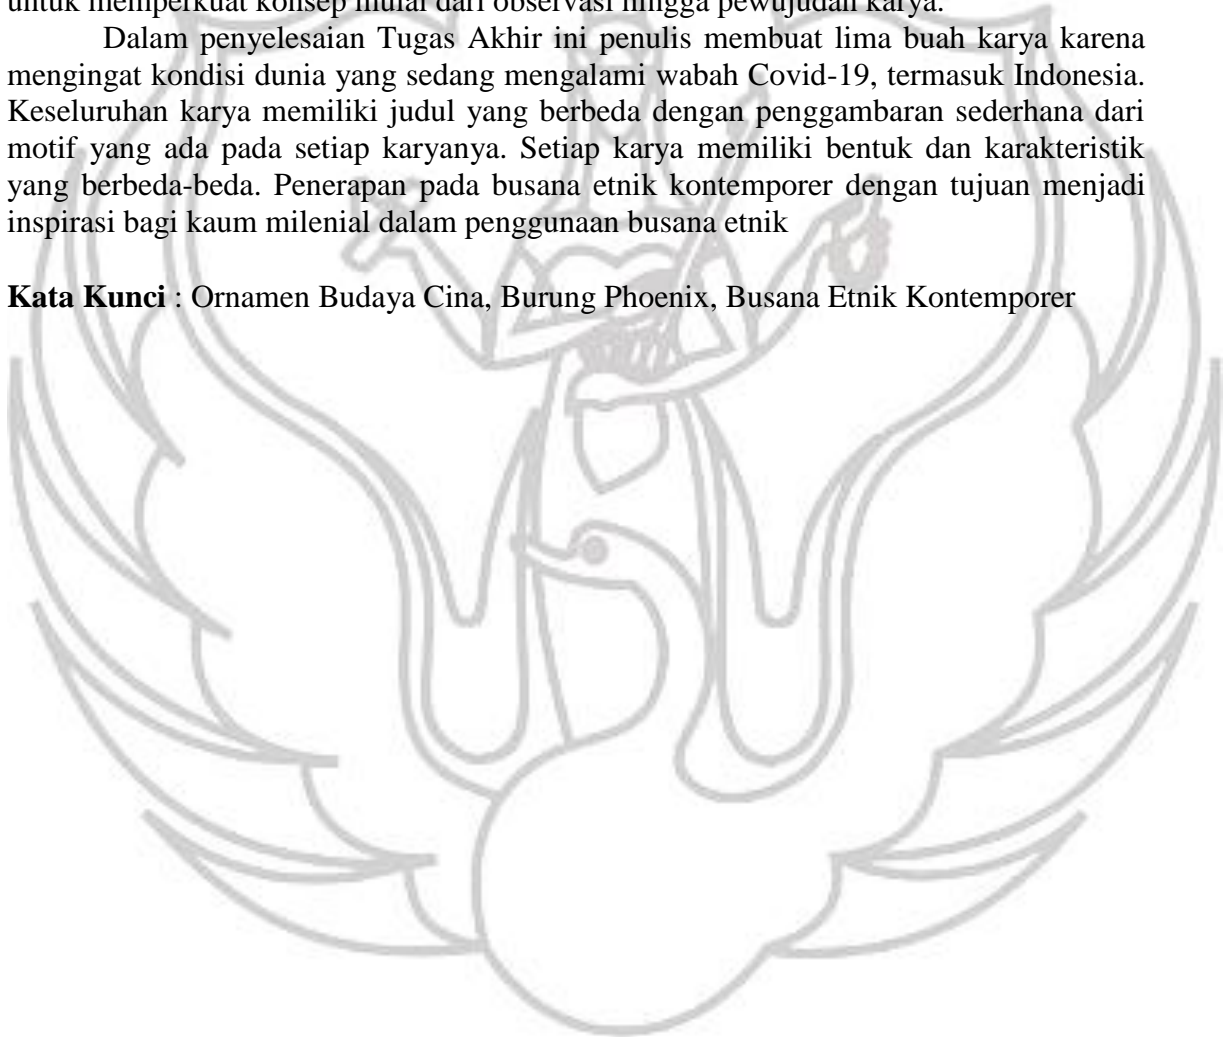 untuk memperkuat konsep mulai dari observasi hingga pewujudan karya.
Dalam penyelesaian Tugas Akhir ini penulis membuat lima buah karya karena
mengingat kondisi dunia yang sedang mengalami wabah Covid-19, termasuk Indonesia.
Keseluruhan karya memiliki judul yang berbeda dengan penggambaran sederhana dari
motif yang ada pada setiap karyanya. Setiap karya memiliki bentuk dan karakteristik
yang berbeda-beda. Penerapan pada busana etnik kontemporer dengan tujuan menjadi
inspirasi bagi kaum milenial dalam penggunaan busana etnik
Kata Kunci : Ornamen Budaya Cina, Burung Phoenix, Busana Etnik Kontemporer